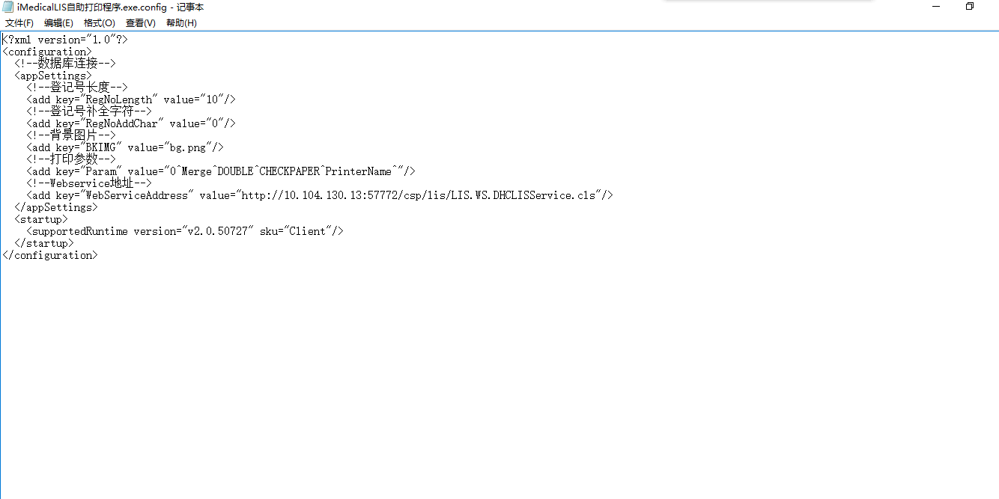 iMedicalLIS自助打印程序.exe.config - 记事本
文件(F) 编辑(E) 格式(O) 查看(V) 帮助(H)
<?xml version="1.0"?>
<configuration>
  <!--数据库连接-->
  <appSettings>
    <!--登记号长度-->
    <add key="RegNoLength" value="10"/>
    <!--登记号补全字符-->
    <add key="RegNoAddChar" value="0"/>
    <!--背景图片-->
    <add key="BKIMG" value="bg.png"/>
    <!--打印参数-->
    <add key="Param" value="0^Merge^DOUBLE^CHECKPAPER^PrinterName^"/>
    <!--Webservice地址-->
    <add key="WebServiceAddress" value="http://10.104.130.13:57772/csp/lis/LIS.WS.DHCLISService.cls"/>
  </appSettings>
  <startup>
    <supportedRuntime version="v2.0.50727" sku="Client"/>
  </startup>
</configuration>